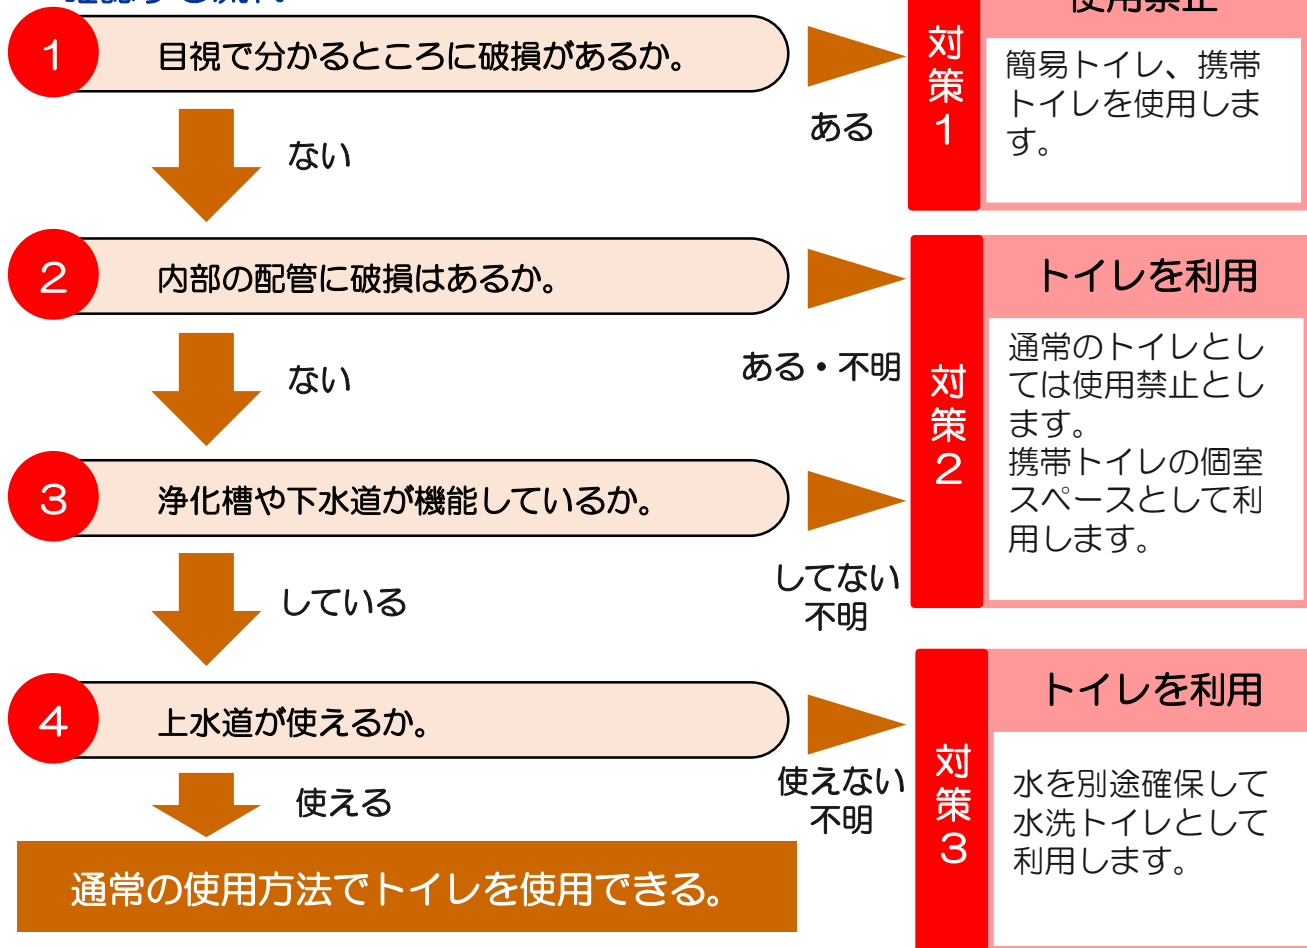 確認する流れ。
使用禁止
1
目視で分かるところに破損があるか。
ある
対策1
簡易トイレ、携帯
トイレを使用しま
す。
ない
2
内部の配管に破損はあるか。
ある・不明
対策2
トイレを利用
通常のトイレとし
ては使用禁止とし
ます。
携帯トイレの個室
スペースとして利
用します。
ない
3
浄化槽や下水道が機能しているか。
してない
不明
している
4
上水道が使えるか。
使えない
不明
対策3
トイレを利用
水を別途確保して
水洗トイレとして
利用します。
使える
通常の使用方法でトイレを使用できる。